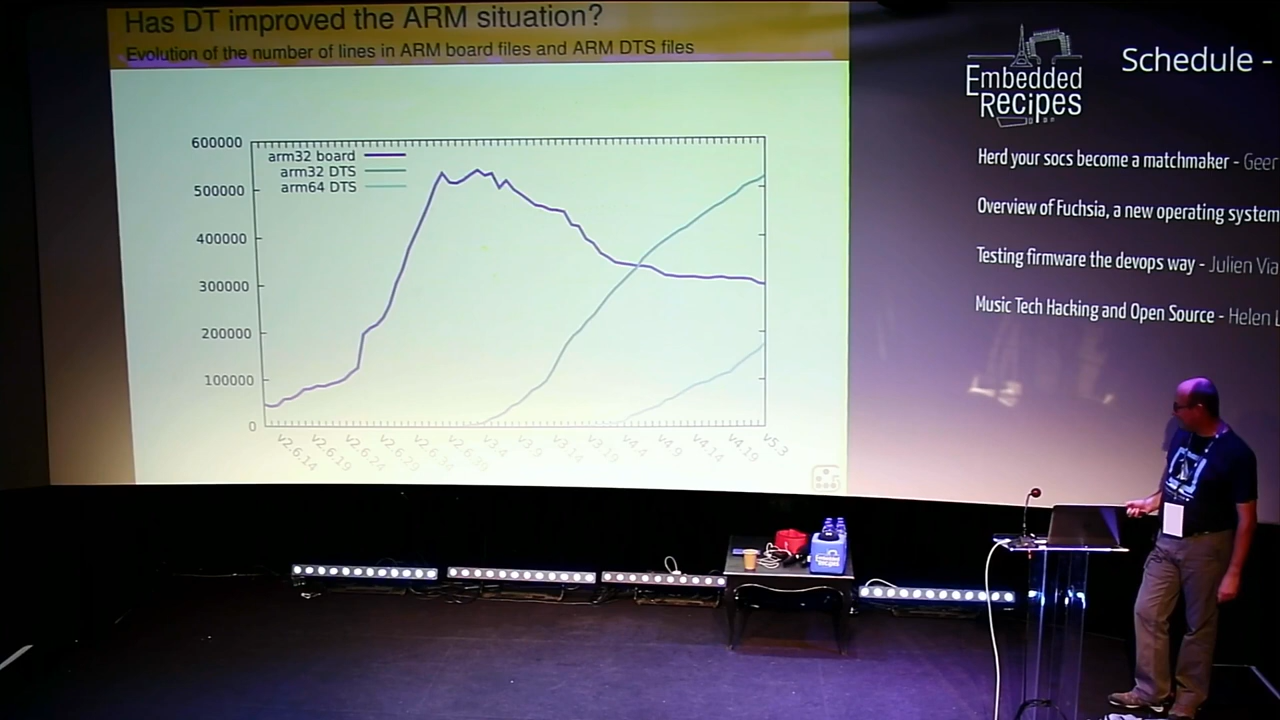 Has DT improved the ARM situation?
Evolution of the number of lines in ARM board files and ARM DTS files
600000
500000
400000
300000
200000
100000
0
arm32 board
arm32 DTS
arm64 DTS
v2.6.14
v2.6.19
v2.6.24
v2.6.29
v2.6.34
v2.6.39
v3.4
v3.9
v3.14
v3.19
v4.4
v4.9
v4.14
v4.19
v5.3
Embedded
Recipes
Schedule -
Herd your socs become a matchmaker - Geer
Overview of Fuchsia, a new operating system
Testing firmware the devops way - Julien Via
Music Tech Hacking and Open Source - Helen L
Embedded
Recipes